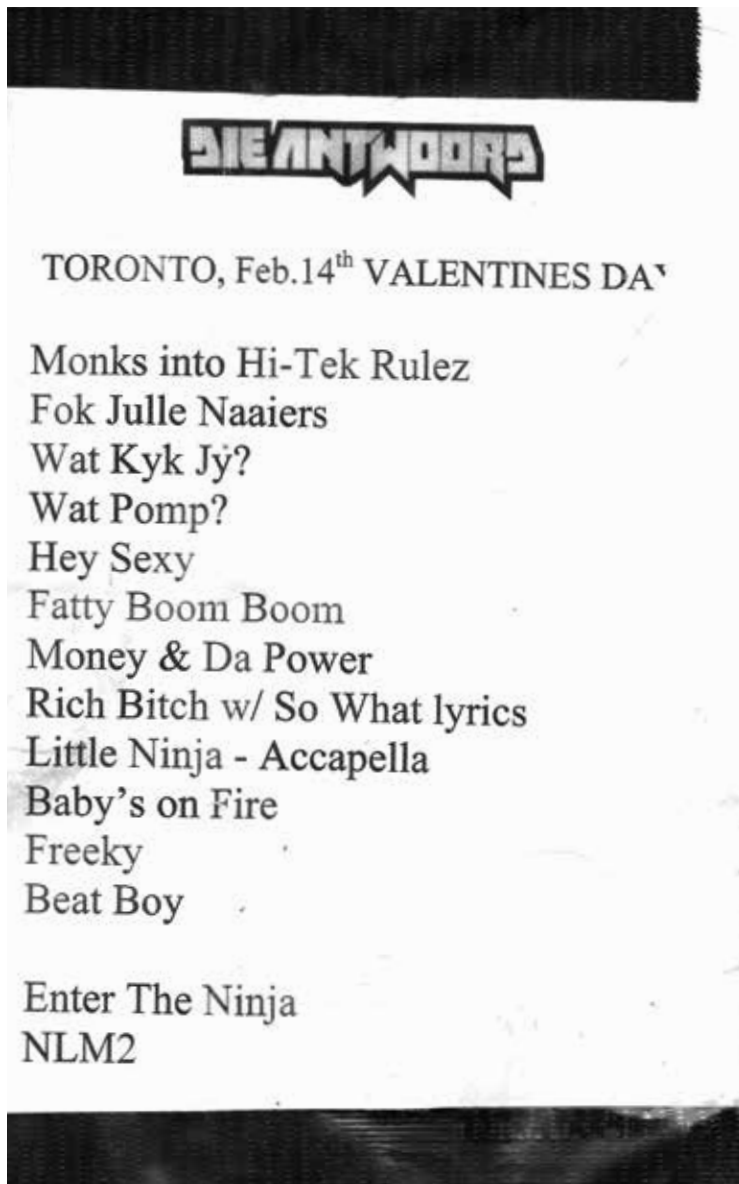 DIE ANTWOORD
TORONTO, Feb.14th VALENTINES DAY
Monks into Hi-Tek Rulez
Fok Julle Naaiers
Wat Kyk Jy?
Wat Pomp?
Hey Sexy
Fatty Boom Boom
Money & Da Power
Rich Bitch w/ So What lyrics
Little Ninja - Accapella
Baby's on Fire
Freeky
Beat Boy
Enter The Ninja
NLM2